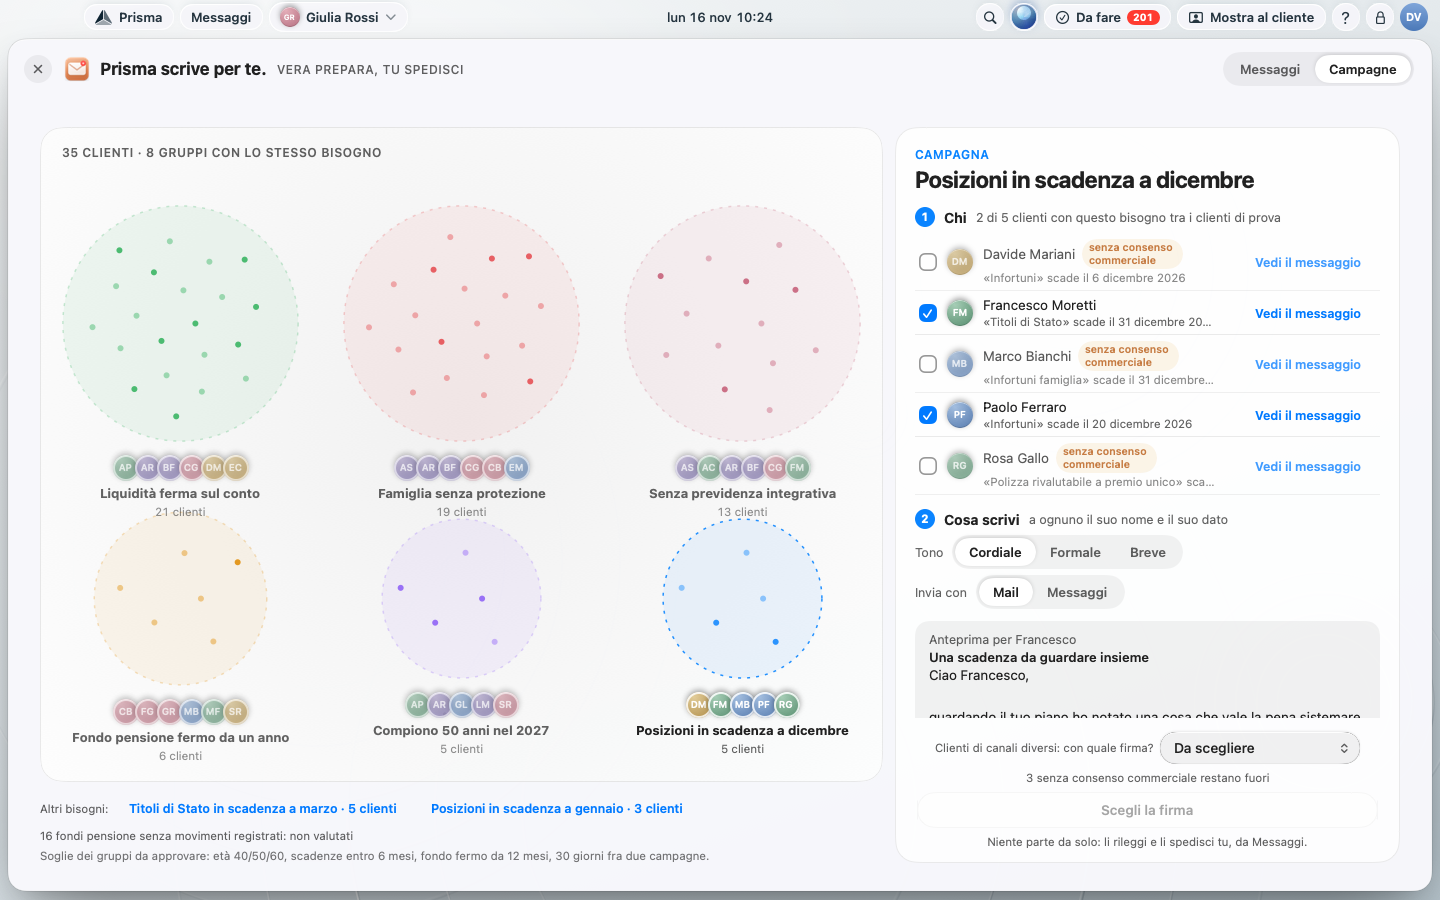 Prisma
Messaggi
GR Giulia Rossi
lun 16 nov 10:24
Da fare 201
Mostra al cliente
?
DV
Prisma scrive per te. VERA PREPARA, TU SPEDISCI
Messaggi Campagne
35 CLIENTI · 8 GRUPPI CON LO STESSO BISOGNO
AP AR BF CG DM EC
Liquidità ferma sul conto
21 clienti
AS AR BF CG CB EM
Famiglia senza protezione
19 clienti
AS AC AR BF CG FM
Senza previdenza integrativa
13 clienti
CB FG GR MB MF SR
Fondo pensione fermo da un anno
6 clienti
AP AR GL LM SR
Compiono 50 anni nel 2027
5 clienti
DM FM MB PF RG
Posizioni in scadenza a dicembre
5 clienti
Altri bisogni: Titoli di Stato in scadenza a marzo · 5 clienti Posizioni in scadenza a gennaio · 3 clienti
16 fondi pensione senza movimenti registrati: non valutati
Soglie dei gruppi da approvare: età 40/50/60, scadenze entro 6 mesi, fondo fermo da 12 mesi, 30 giorni fra due campagne.
CAMPAGNA
Posizioni in scadenza a dicembre
1 Chi 2 di 5 clienti con questo bisogno tra i clienti di prova
DM Davide Mariani senza consenso commerciale
«Infortuni» scade il 6 dicembre 2026
Vedi il messaggio
FM Francesco Moretti
«Titoli di Stato» scade il 31 dicembre 20...
Vedi il messaggio
MB Marco Bianchi senza consenso commerciale
«Infortuni famiglia» scade il 31 dicembre...
Vedi il messaggio
PF Paolo Ferraro
«Infortuni» scade il 20 dicembre 2026
Vedi il messaggio
RG Rosa Gallo senza consenso commerciale
«Polizza rivalutabile a premio unico» sca...
Vedi il messaggio
2 Cosa scrivi a ognuno il suo nome e il suo dato
Tono Cordiale Formale Breve
Invia con Mail Messaggi
Anteprima per Francesco
Una scadenza da guardare insieme
Ciao Francesco,
guardando il tuo piano ho notato una cosa che vale la pena sistemare
Clienti di canali diversi: con quale firma? Da scegliere
3 senza consenso commerciale restano fuori
Scegli la firma
Niente parte da solo: li rileggi e li spedisci tu, da Messaggi.